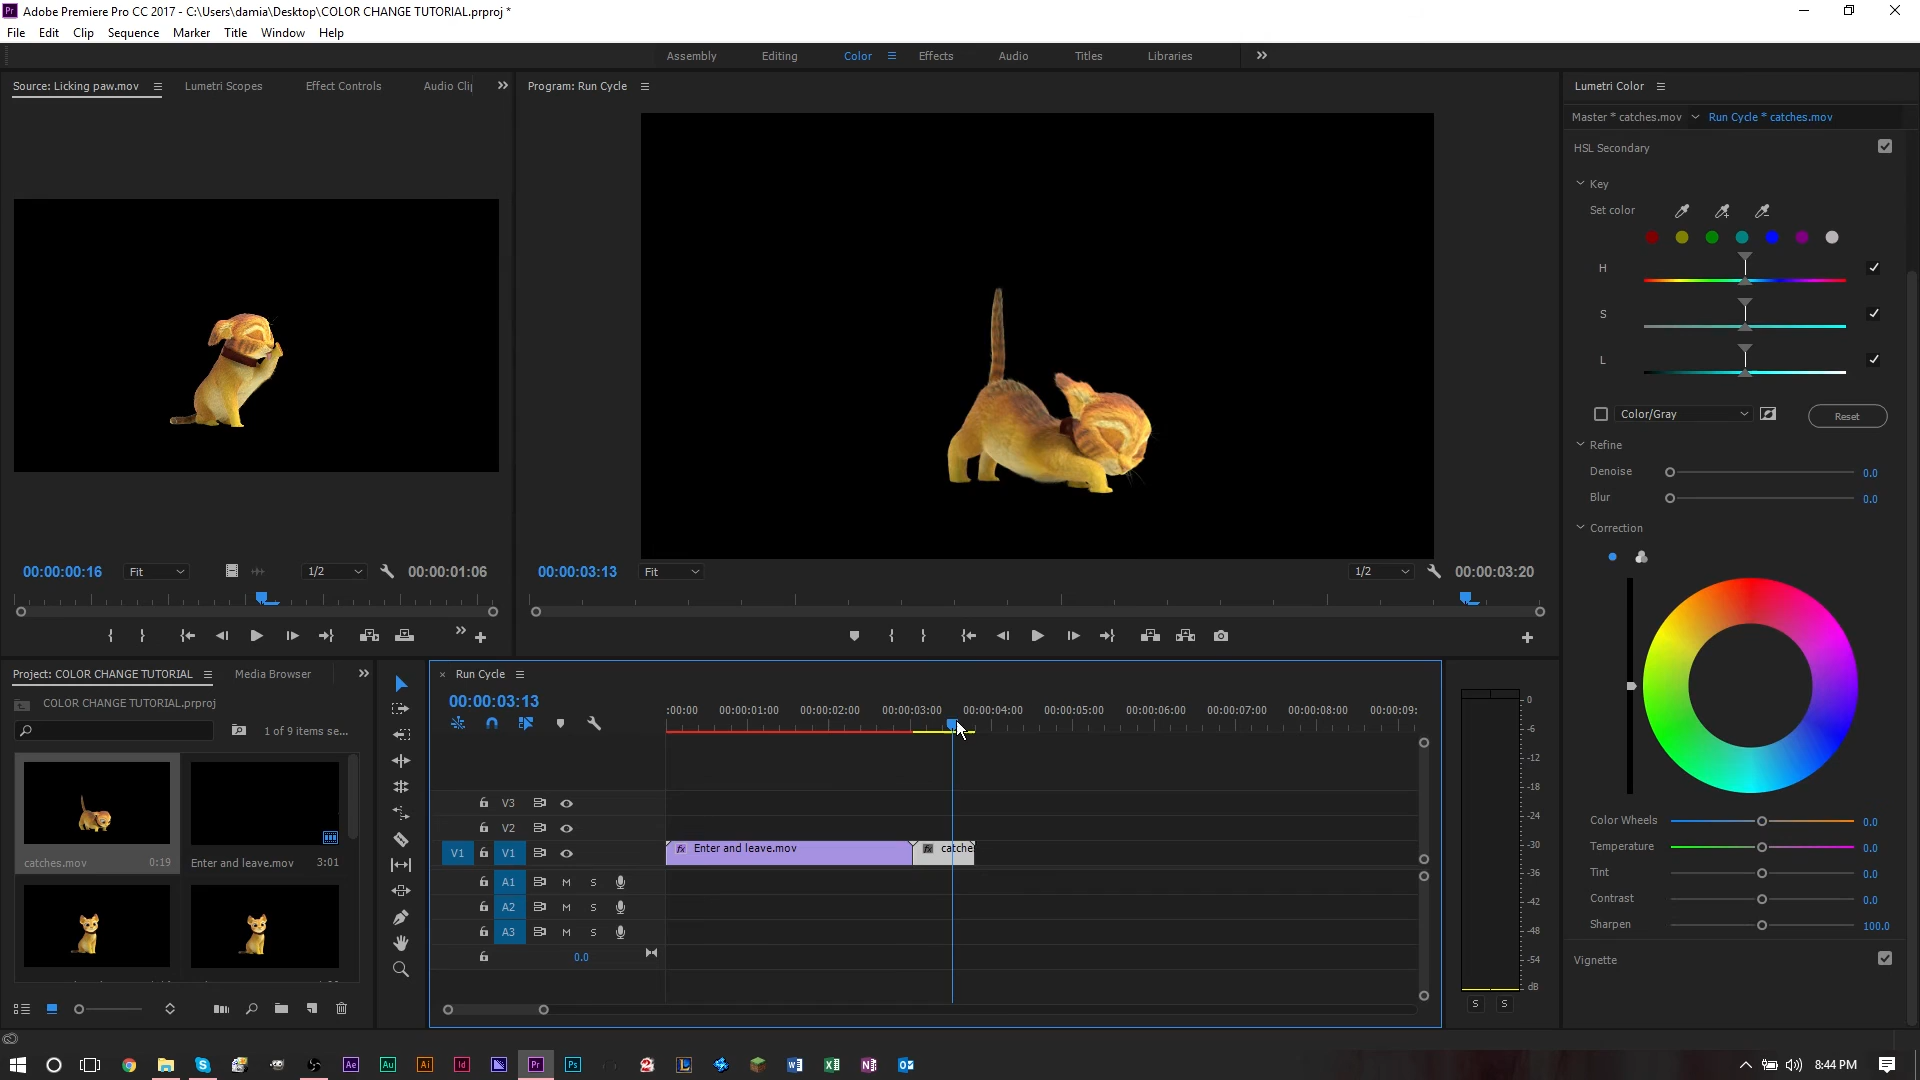 Adobe Premiere Pro CC 2017 - C:\Users\damia\Desktop\COLOR CHANGE TUTORIAL.prproj *
File Edit Clip Sequence Marker Title Window Help
Assembly Editing Color Effects Audio Titles Libraries
Source: Licking paw.mov Lumetri Scopes Effect Controls Audio Cli
Program: Run Cycle
Lumetri Color
Master * catches.mov Run Cycle * catches.mov
HSL Secondary
Key
Set color
H
S
L
Color/Gray Reset
Refine
Denoise 0.0
Blur 0.0
Correction
00:00:00:16 Fit 1/2 00:00:01:06
00:00:03:13 Fit 1/2 00:00:03:20
Color Wheels 0.0
Temperature 0.0
Tint 0.0
Contrast 0.0
Sharpen 100.0
Vignette
Project: COLOR CHANGE TUTORIAL Media Browser
COLOR CHANGE TUTORIAL.prproj
1 of 9 items se...
catches.mov 0:19 Enter and leave.mov 3:01
Run Cycle
00:00:03:13
:00:00 00:00:01:00 00:00:02:00 00:00:03:00 00:00:04:00 00:00:05:00 00:00:06:00 00:00:07:00 00:00:08:00 00:00:09:
V3
V2
V1 V1 fx Enter and leave.mov fx catche
A1 M S
A2 M S
A3 M S
0.0
0
-6
-12
-18
-24
-30
-36
-42
-48
-54
dB
S S
Ae Au Ai Id Pr Ps 8:44 PM